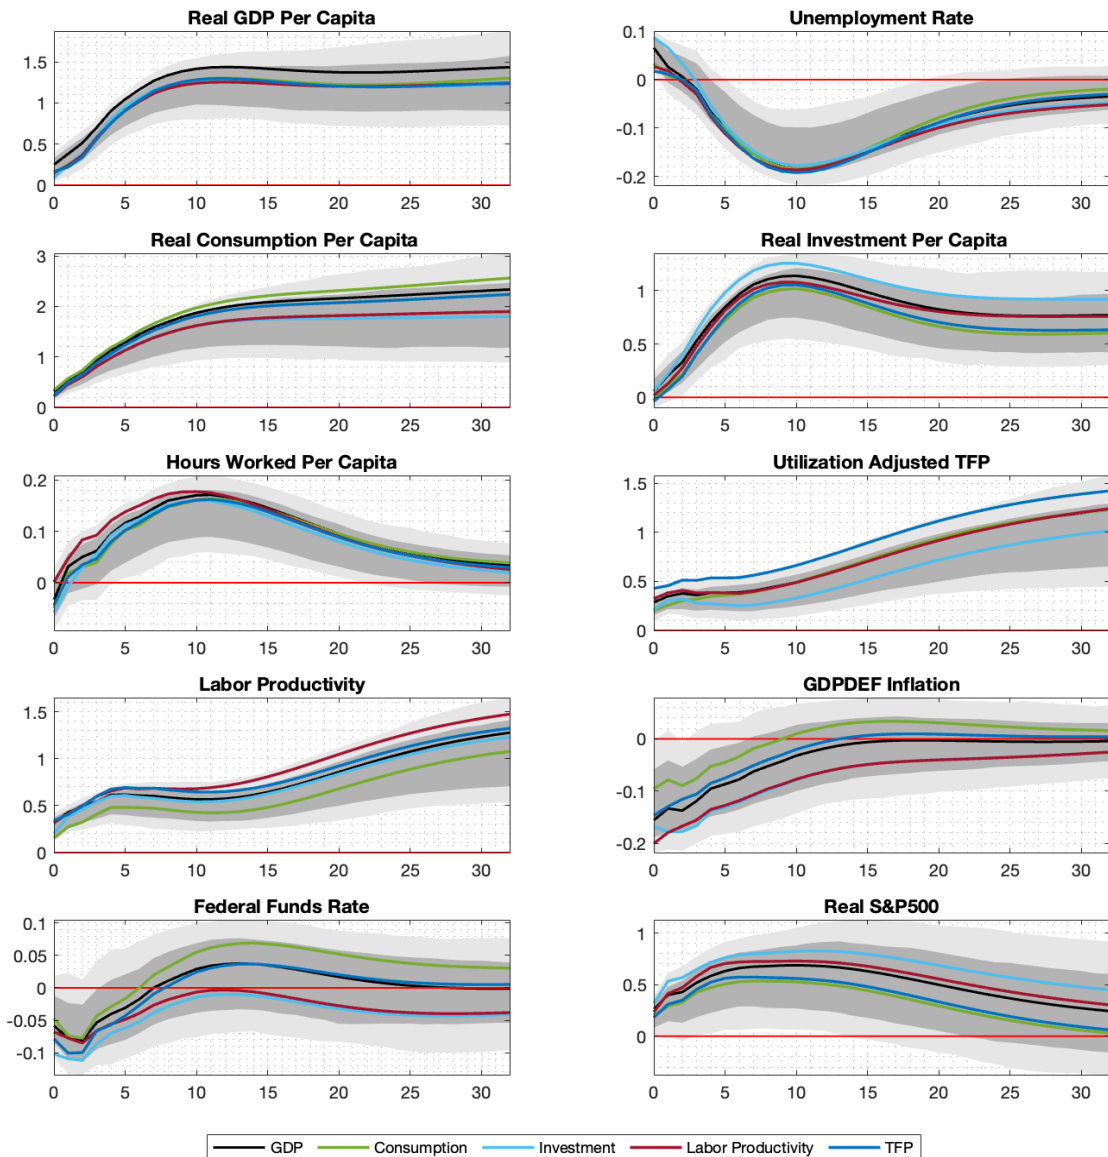 Real GDP Per Capita
1.5
1
0.5
0
0 5 10 15 20 25 30
Unemployment Rate
0.1
0
-0.1
-0.2
0 5 10 15 20 25 30
Real Consumption Per Capita
3
2
1
0
0 5 10 15 20 25 30
Real Investment Per Capita
1
0.5
0
0 5 10 15 20 25 30
Hours Worked Per Capita
0.2
0.1
0
0 5 10 15 20 25 30
Utilization Adjusted TFP
1.5
1
0.5
0
0 5 10 15 20 25 30
Labor Productivity
1.5
1
0.5
0
0 5 10 15 20 25 30
GDPDEF Inflation
0
-0.1
-0.2
0 5 10 15 20 25 30
Federal Funds Rate
0.1
0.05
0
-0.05
-0.1
0 5 10 15 20 25 30
Real S&P500
1
0.5
0
0 5 10 15 20 25 30
GDP Consumption Investment Labor Productivity TFP